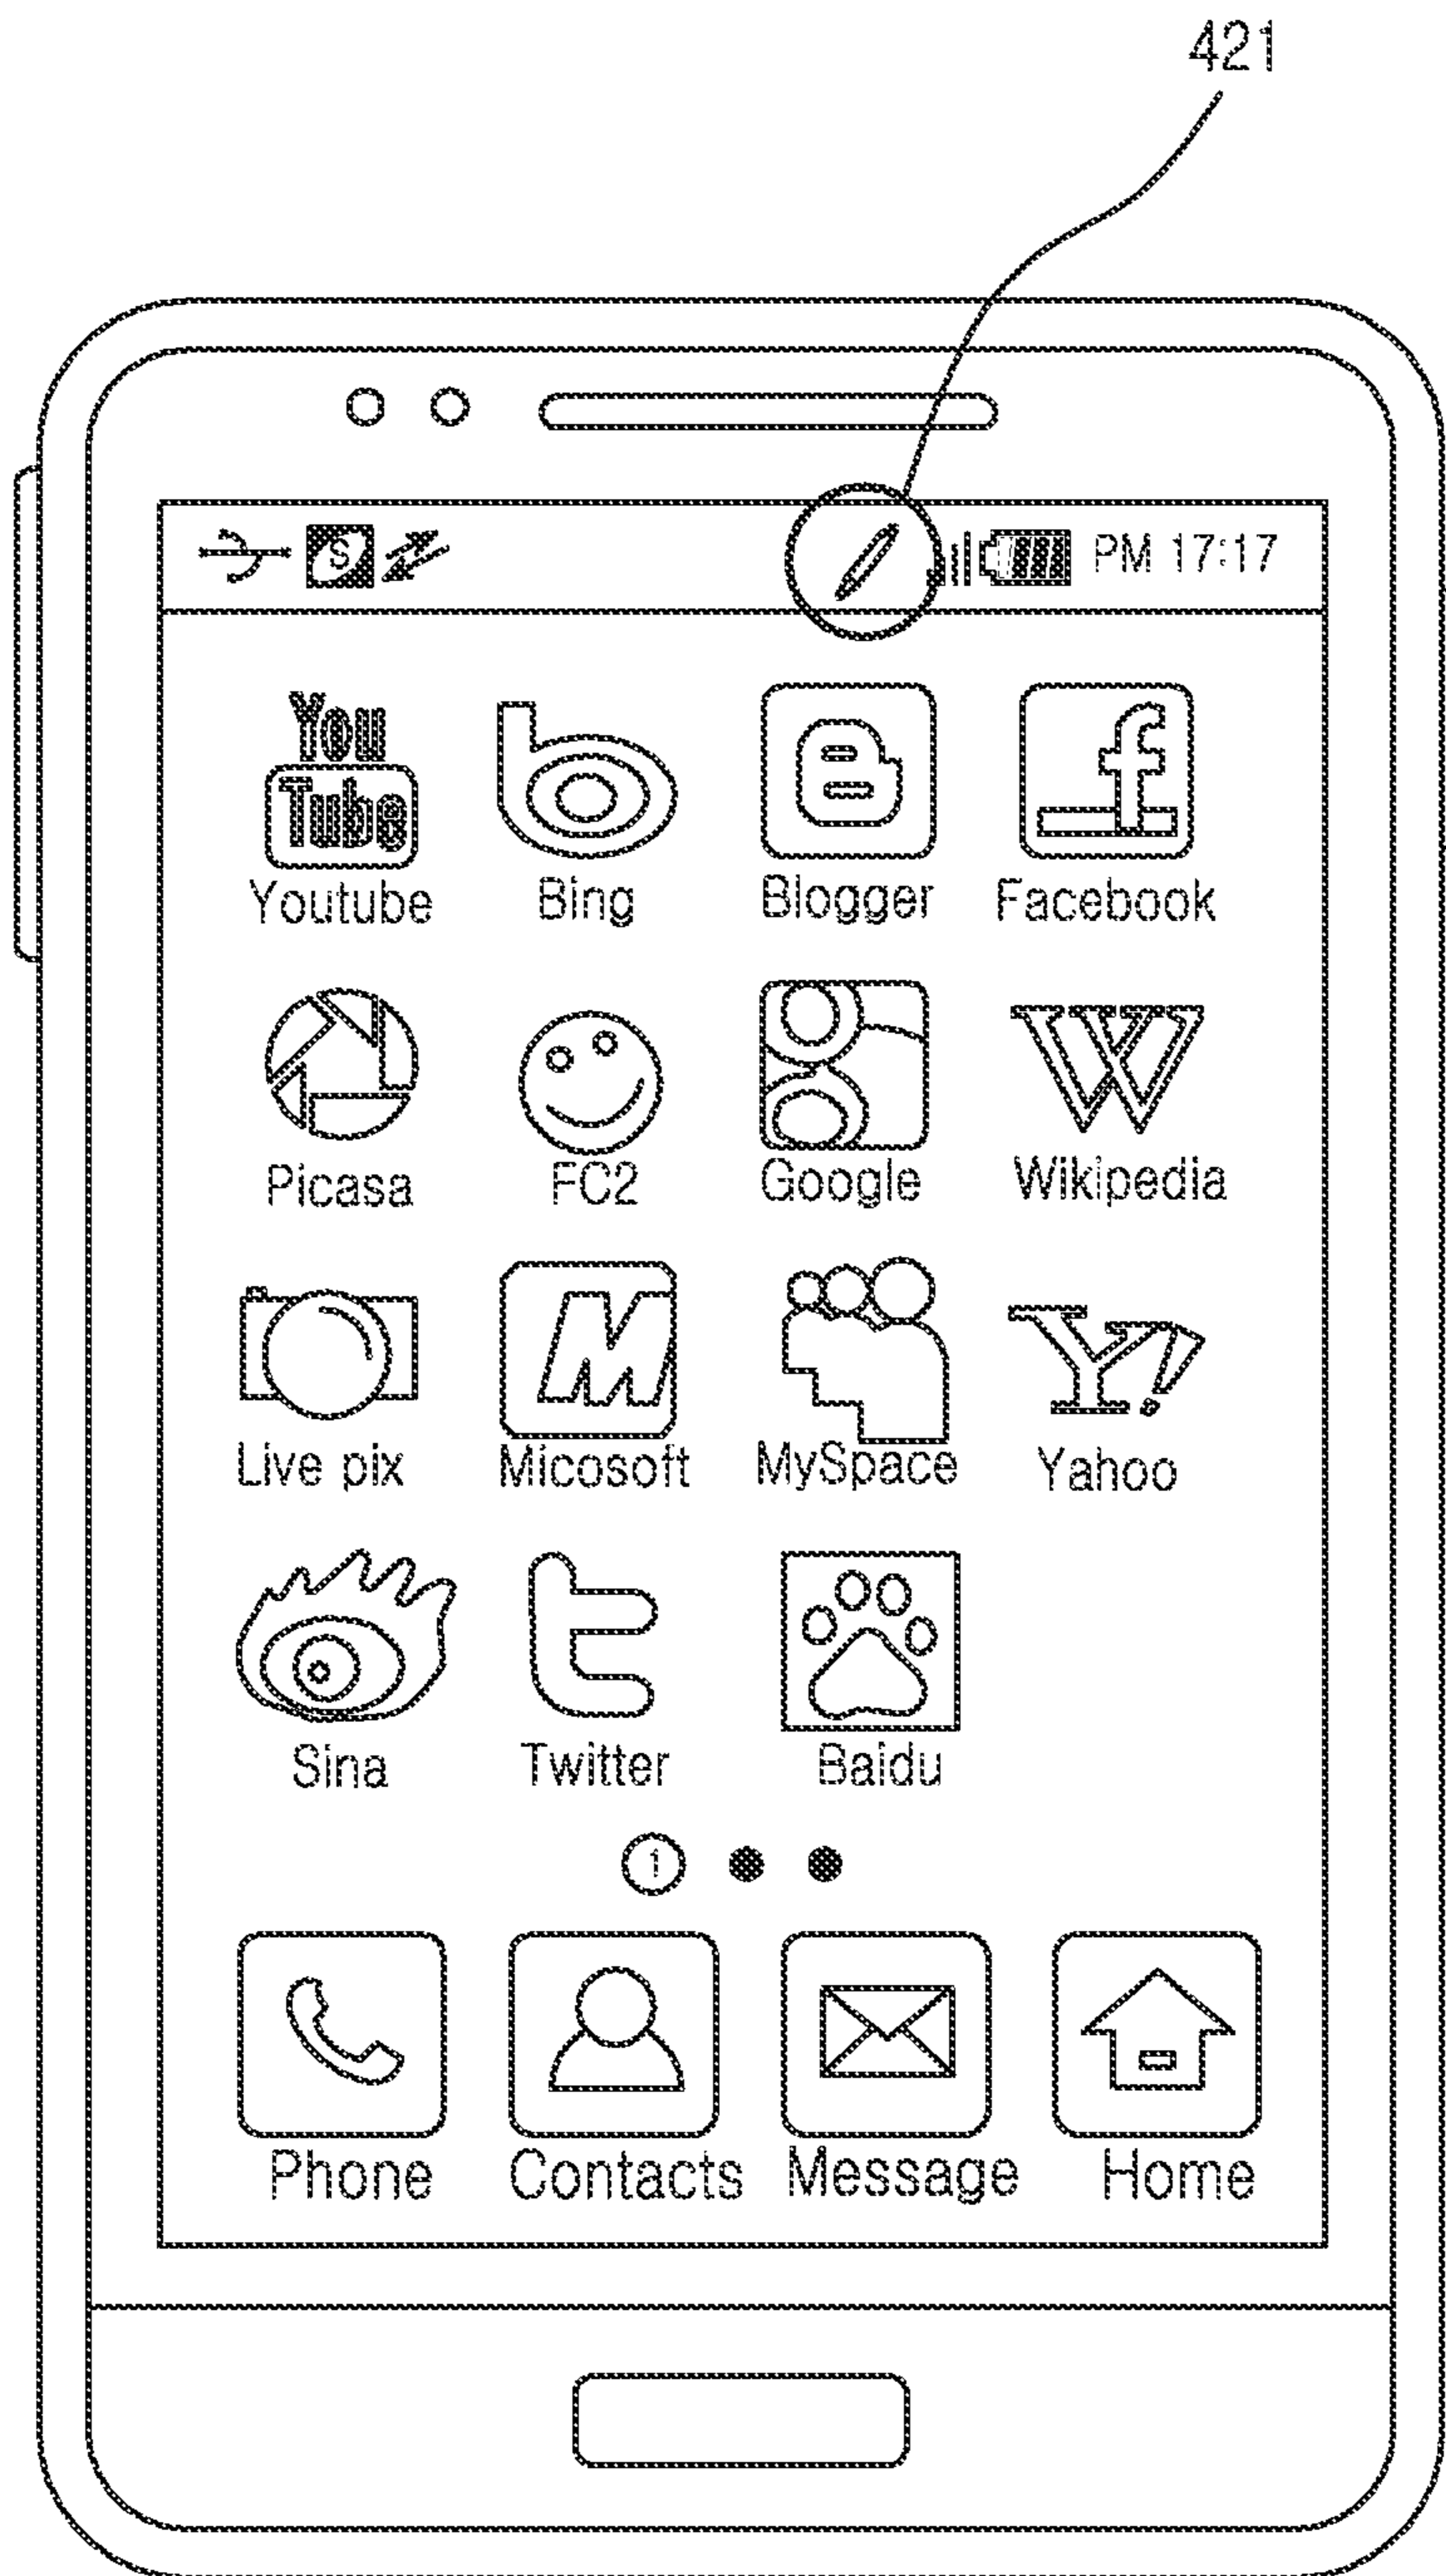 421
S PM 17:17
You
Tube
Youtube Bing Blogger Facebook
Picasa FC2 Google Wikipedia
Live pix Micosoft MySpace Yahoo
Sina Twitter Baidu
1
Phone Contacts Message Home